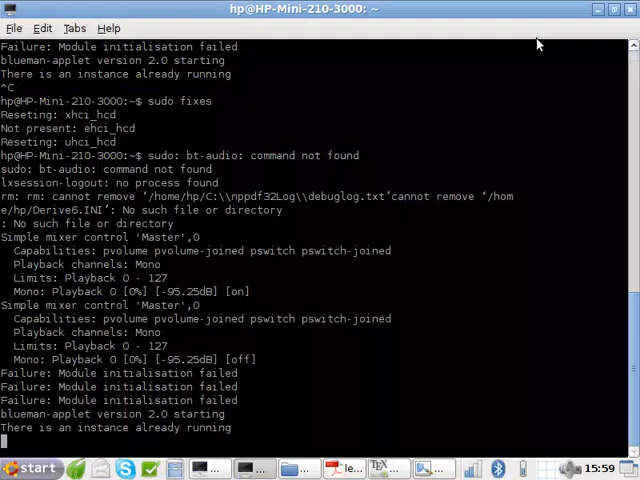 hp@HP-Mini-210-3000: ~
File Edit Tabs Help
Failure: Module initialisation failed
blueman-applet version 2.0 starting
There is an instance already running
^C
hp@HP-Mini-210-3000:~$ sudo fixes
Reseting: xhci_hcd
Not present: ehci_hcd
Reseting: uhci_hcd
hp@HP-Mini-210-3000:~$ sudo: bt-audio: command not found
sudo: bt-audio: command not found
lxsession-logout: no process found
rm: rm: cannot remove ‘/home/hp/C:\\nppdf32Log\\debuglog.txt’cannot remove ‘/hom
e/hp/Derive6.INI’: No such file or directory
: No such file or directory
Simple mixer control 'Master',0
Capabilities: pvolume pvolume-joined pswitch pswitch-joined
Playback channels: Mono
Limits: Playback 0 - 127
Mono: Playback 0 [0%] [-95.25dB] [on]
Simple mixer control 'Master',0
Capabilities: pvolume pvolume-joined pswitch pswitch-joined
Playback channels: Mono
Limits: Playback 0 - 127
Mono: Playback 0 [0%] [-95.25dB] [off]
Failure: Module initialisation failed
Failure: Module initialisation failed
Failure: Module initialisation failed
blueman-applet version 2.0 starting
There is an instance already running
start ... ... ... le... ... ... 15:59